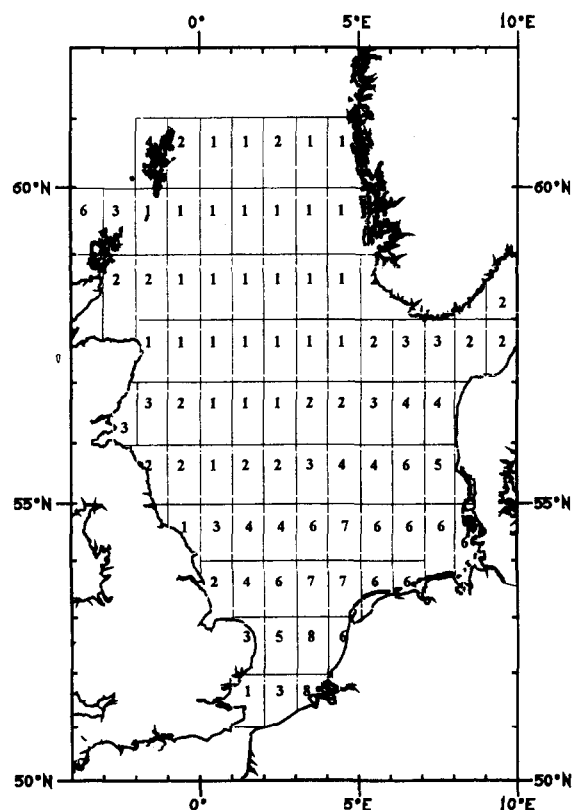 0° 5°E 10°E
2 1 1 2 1 1
60°N 60°N
6 3 1 1 1 1 1 1 1
2 2 1 1 1 1 1 1 2
1 1 1 1 1 1 1 2 3 3 2 2
3 2 1 1 1 2 2 3 4 4
3
2 2 1 2 2 3 4 4 6 5
55°N 55°N
1 3 4 4 6 7 6 6 6
6
2 4 6 7 7 6 6
3 5 8 6
1 3 8
50°N 50°N
0° 5°E 10°E